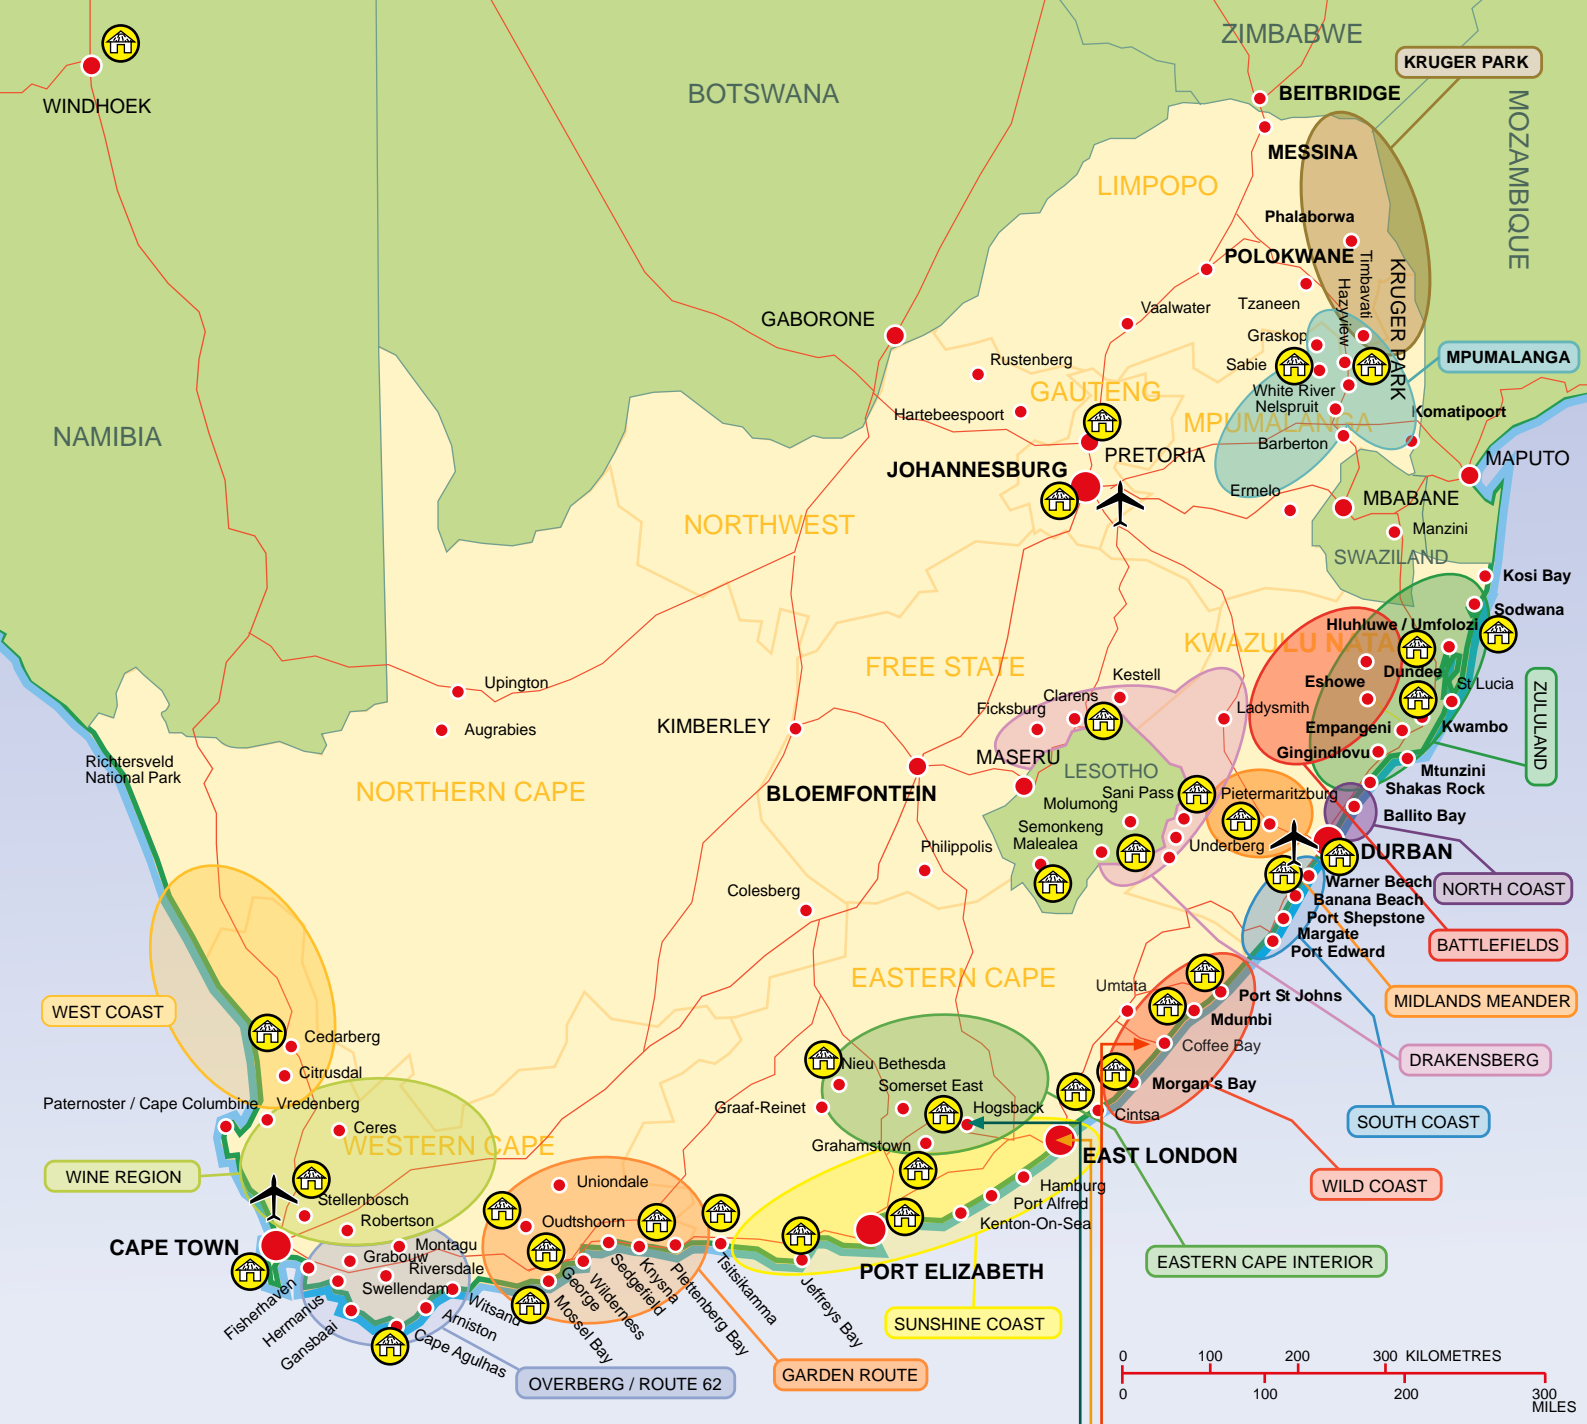 ZIMBABWE
KRUGER PARK
WINDHOEK
BOTSWANA
BEITBRIDGE
MOZAMBIQUE
MESSINA
LIMPOPO
Phalaborwa
POLOKWANE
Timbavati
KRUGER PARK
Hazyview
Tzaneen
Vaalwater
GABORONE
Graskop
MPUMALANGA
Rustenberg
Sabie
GAUTENG
White River
Nelspruit
Hartebeespoort
MPUMALANGA
Komatipoort
NAMIBIA
Barberton
PRETORIA
MAPUTO
JOHANNESBURG
Ermelo
MBABANE
NORTHWEST
Manzini
SWAZILAND
Kosi Bay
Sodwana
Hluhluwe / Umfolozi
KWAZULU NATA
FREE STATE
Dundee
Kestell
Eshowe
St Lucia
Upington
Clarens
Ficksburg
Ladysmith
ZULULAND
KIMBERLEY
Augrabies
Empangeni
Kwambo
Gingindlovu
MASERU
Richtersveld
National Park
LESOTHO
Mtunzini
NORTHERN CAPE
BLOEMFONTEIN
Sani Pass
Pietermaritzburg
Shakas Rock
Molumong
Ballito Bay
Semonkeng
Malealea
Philippolis
Underberg
DURBAN
Colesberg
Warner Beach
NORTH COAST
Banana Beach
Port Shepstone
Margate
Port Edward
BATTLEFIELDS
EASTERN CAPE
Umtata
Port St Johns
MIDLANDS MEANDER
WEST COAST
Mdumbi
Cedarberg
Coffee Bay
DRAKENSBERG
Nieu Bethesda
Citrusdal
Somerset East
Morgan's Bay
Paternoster / Cape Columbine
Vredenberg
Graaf-Reinet
Hogsback
Cintsa
SOUTH COAST
Ceres
WESTERN CAPE
Grahamstown
EAST LONDON
WINE REGION
Uniondale
Hamburg
WILD COAST
Stellenbosch
Port Alfred
Robertson
Oudtshoorn
Kenton-On-Sea
CAPE TOWN
Montagu
Grabouw
Riversdale
EASTERN CAPE INTERIOR
PORT ELIZABETH
Swellendam
Fisherhaven
Hermanus
Gansbaai
Witsand
Arniston
Cape Agulhas
George
Mossel Bay
Wilderness
Sedgefield
Knysna
Plettenberg Bay
Tsitsikamma
Jeffreys Bay
SUNSHINE COAST
GARDEN ROUTE
OVERBERG / ROUTE 62
0 100 200 300 KILOMETRES
0 100 200 300
MILES